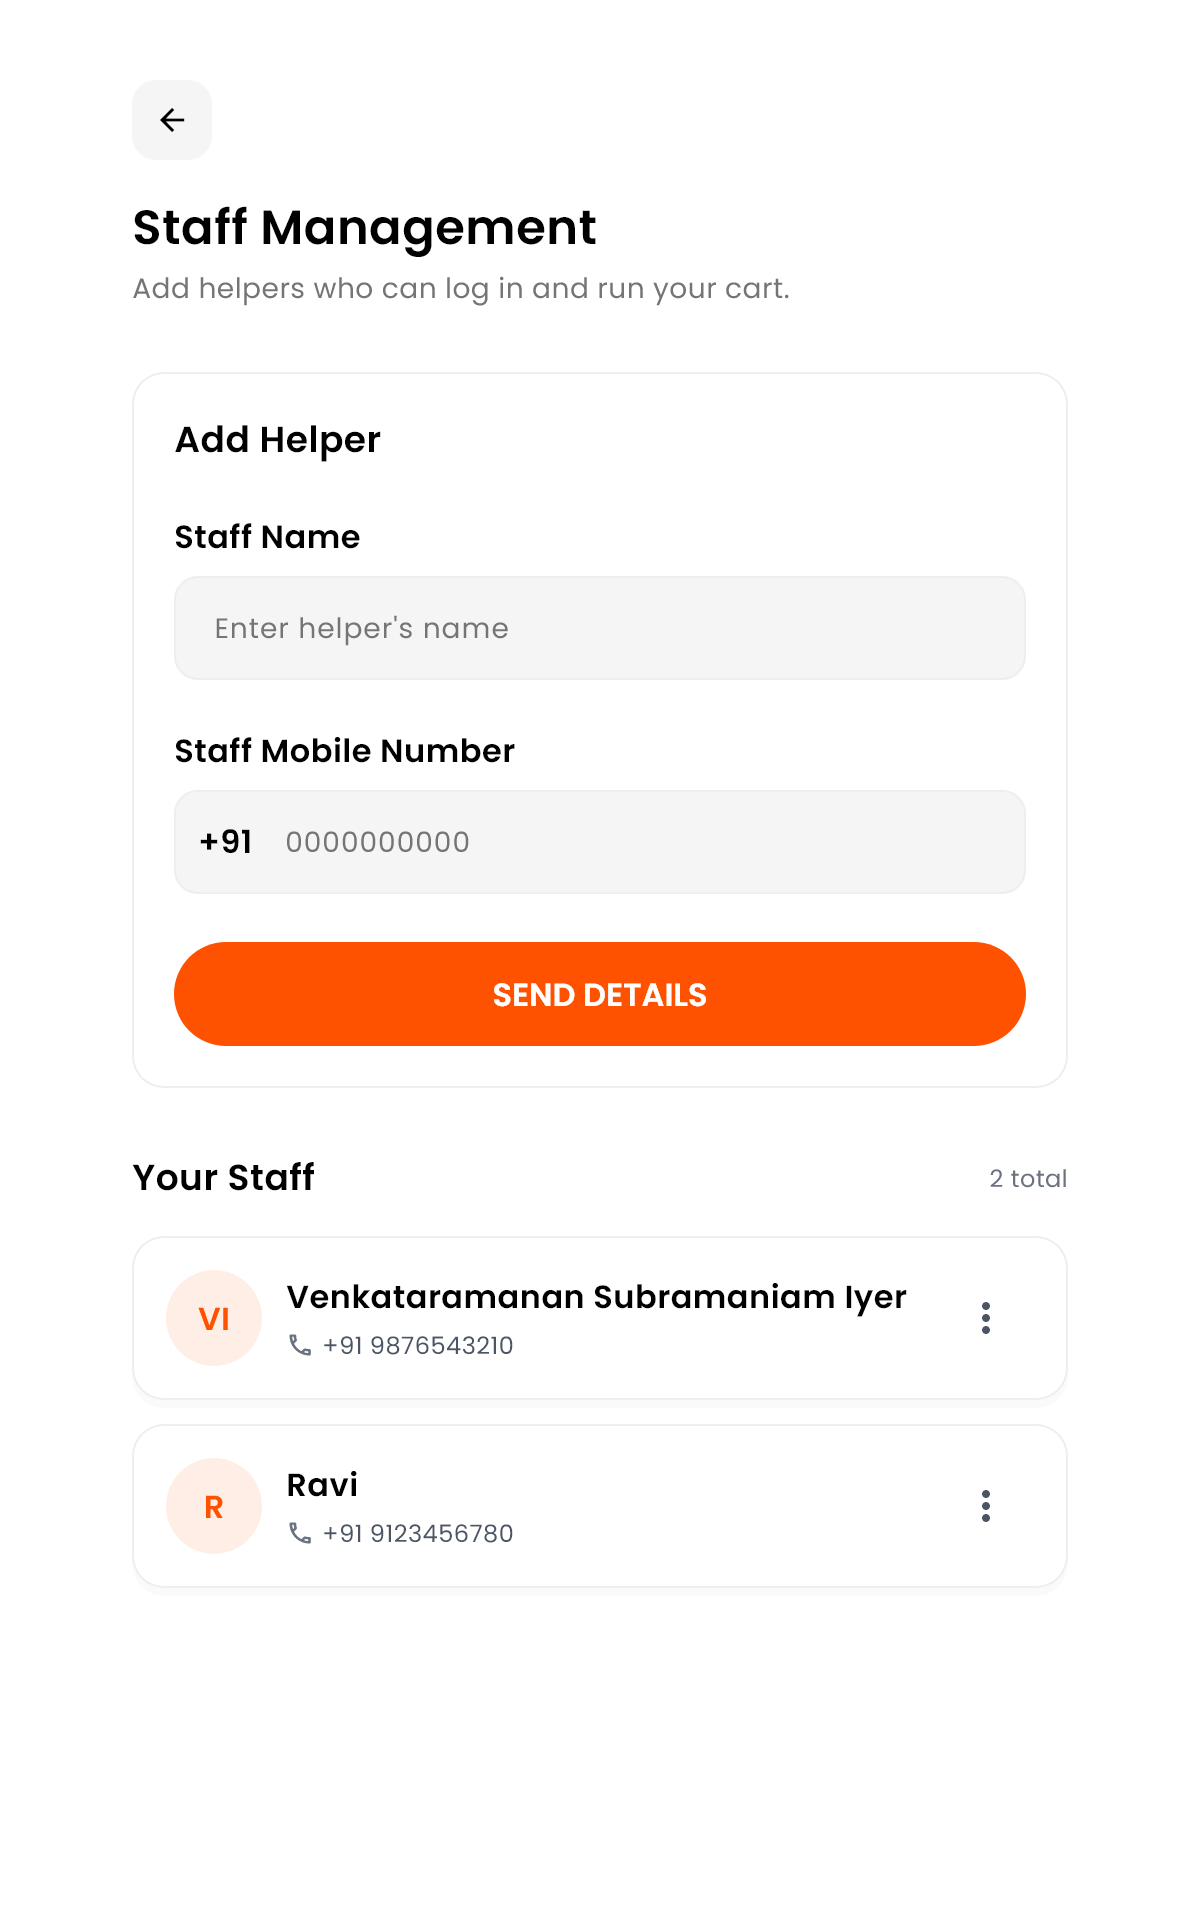 Staff Management
Add helpers who can log in and run your cart.
Add Helper
Staff Name
Enter helper's name
Staff Mobile Number
+91 0000000000
SEND DETAILS
Your Staff
2 total
VI
Venkataramanan Subramaniam Iyer
+91 9876543210
R
Ravi
+91 9123456780